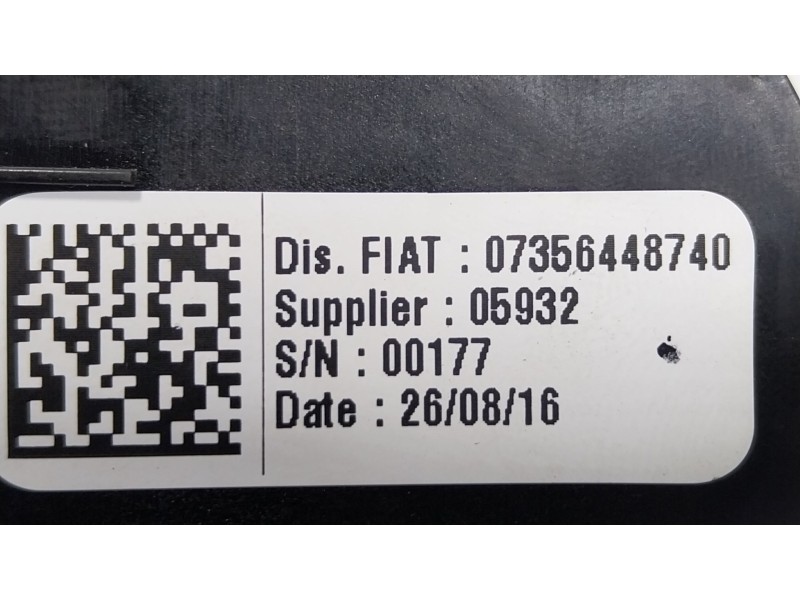 Dis. FIAT : 07356448740
Supplier : 05932
S/N : 00177
Date : 26/08/16